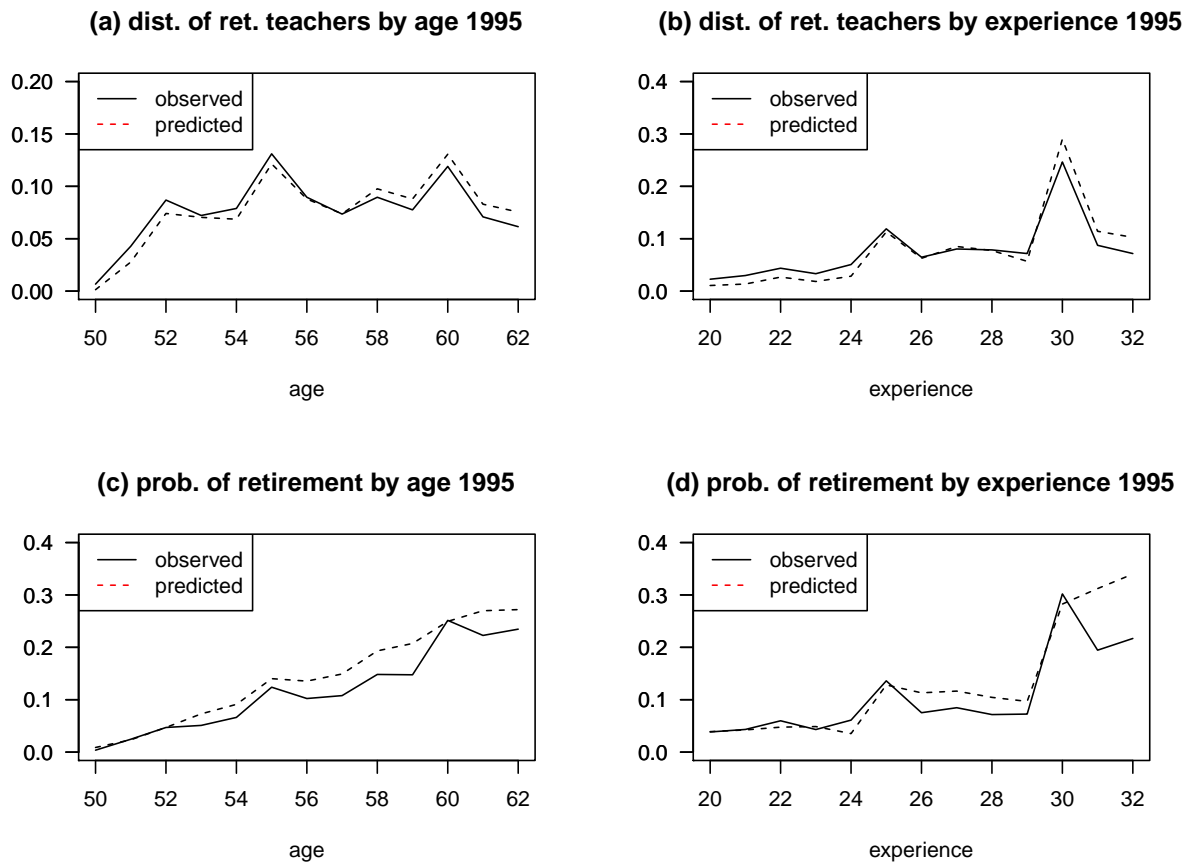 (a) dist. of ret. teachers by age 1995
0.20
0.15
0.10
0.05
0.00
observed
predicted
50 52 54 56 58 60 62
age
(b) dist. of ret. teachers by experience 1995
0.4
0.3
0.2
0.1
0.0
observed
predicted
20 22 24 26 28 30 32
experience
(c) prob. of retirement by age 1995
0.4
0.3
0.2
0.1
0.0
observed
predicted
50 52 54 56 58 60 62
age
(d) prob. of retirement by experience 1995
0.4
0.3
0.2
0.1
0.0
observed
predicted
20 22 24 26 28 30 32
experience